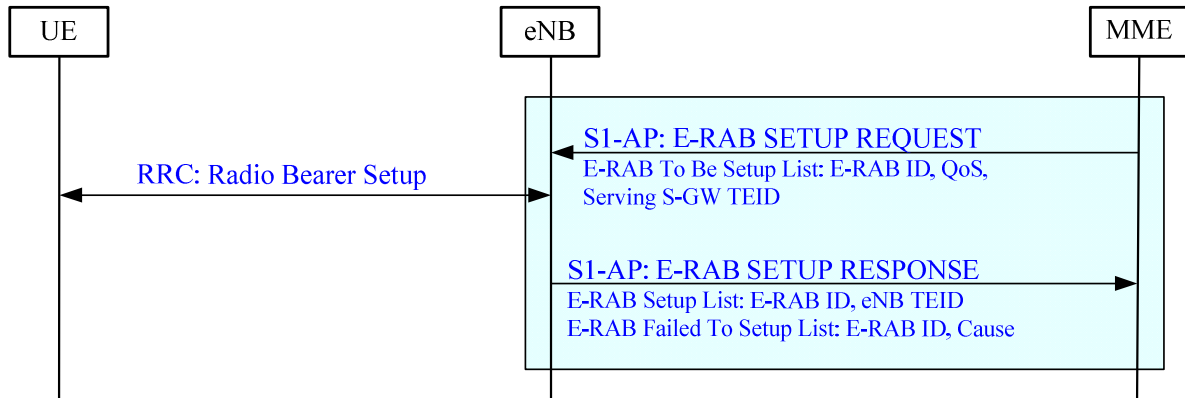 UE
eNB
MME
S1-AP: E-RAB SETUP REQUEST
E-RAB To Be Setup List: E-RAB ID, QoS,
Serving S-GW TEID
RRC: Radio Bearer Setup
S1-AP: E-RAB SETUP RESPONSE
E-RAB Setup List: E-RAB ID, eNB TEID
E-RAB Failed To Setup List: E-RAB ID, Cause